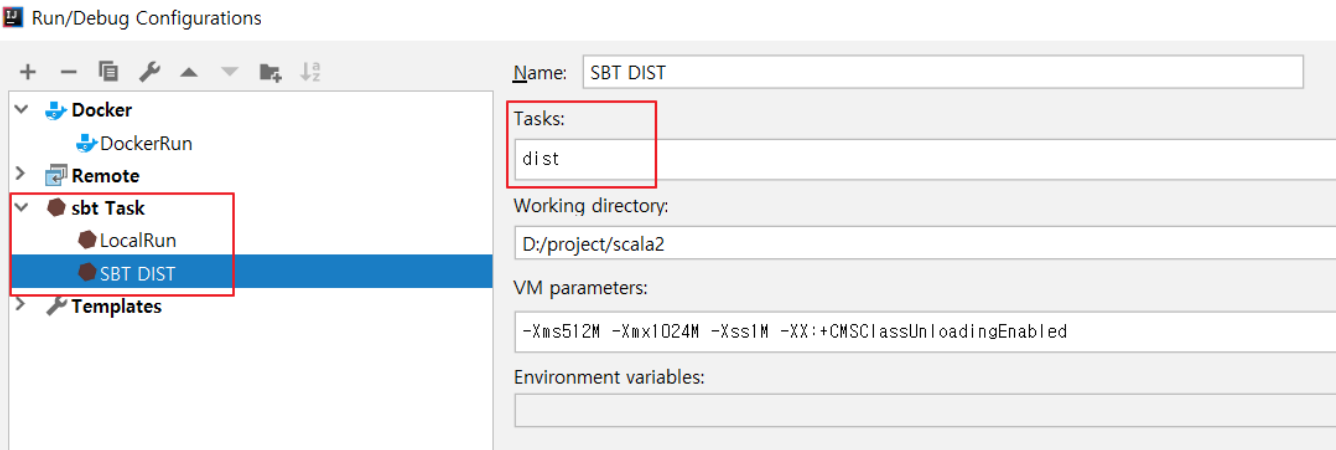 Run/Debug Configurations
Docker
DockerRun
Remote
sbt Task
LocalRun
SBT DIST
Templates
Name: SBT DIST
Tasks:
dist
Working directory:
D:/project/scala2
VM parameters:
-Xms512M -Xmx1024M -Xss1M -XX:+CMSClassUnloadingEnabled
Environment variables: